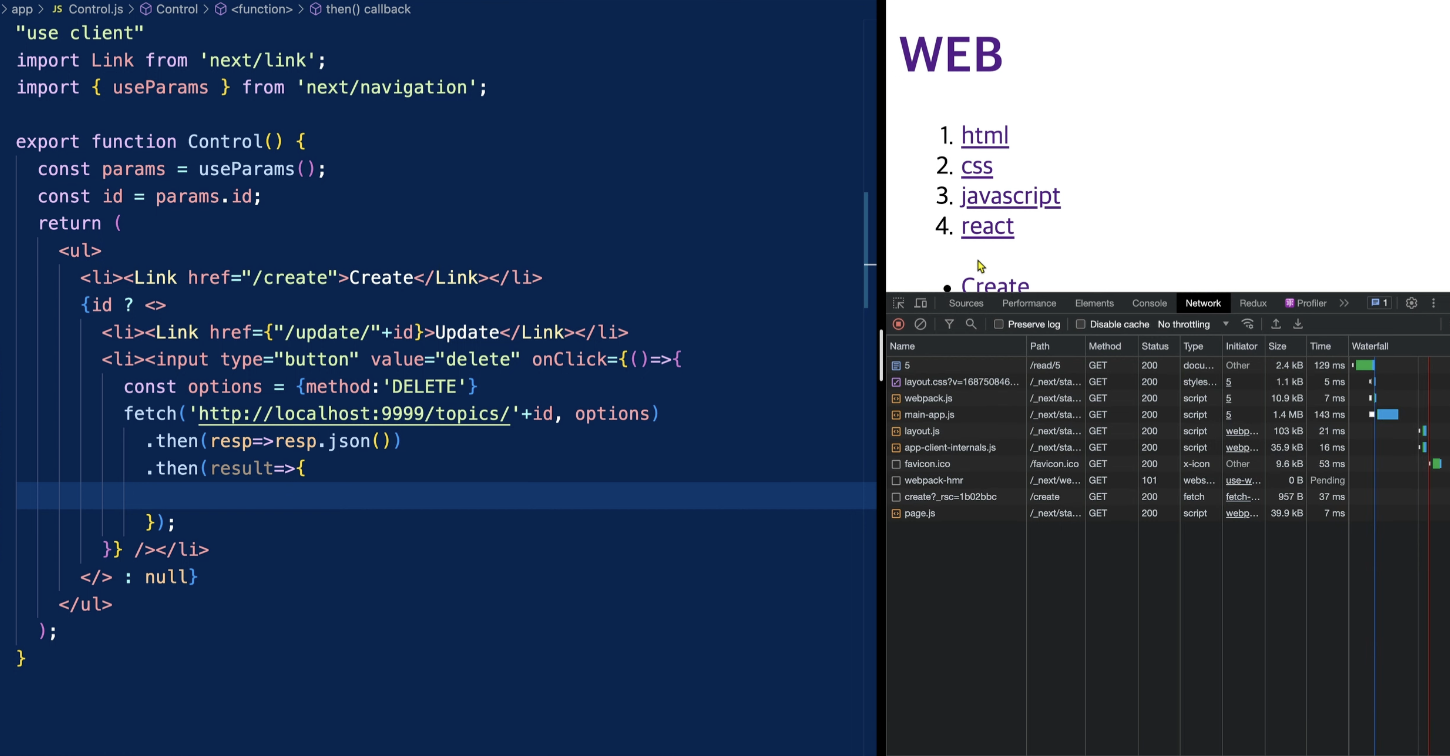 app > JS Control.js > Control > <function> > then() callback
"use client"
import Link from 'next/link';
import { useParams } from 'next/navigation';
export function Control() {
const params = useParams();
const id = params.id;
return (
<ul>
<li><Link href="/create">Create</Link></li>
{id ? <>
<li><Link href={"/update/"+id}>Update</Link></li>
<li><input type="button" value="delete" onClick={()=>{
const options = {method:'DELETE'}
fetch('http://localhost:9999/topics/'+id, options)
.then(resp=>resp.json())
.then(result=>{
});
}} /></li>
</> : null}
</ul>
);
}
WEB
1. html
2. css
3. javascript
4. react
• Create
Sources Performance Elements Console Network Redux Profiler >> 1
Preserve log Disable cache No throttling
Name Path Method Status Type Initiator Size Time Waterfall
5 /read/5 GET 200 docu... Other 2.4 kB 129 ms
layout.css?v=168750846... /_next/sta... GET 200 styles... 5 1.1 kB 5 ms
webpack.js /_next/sta... GET 200 script 5 10.9 kB 7 ms
main-app.js /_next/sta... GET 200 script 5 1.4 MB 143 ms
layout.js /_next/sta... GET 200 script webp... 103 kB 21 ms
app-client-internals.js /_next/sta... GET 200 script webp... 35.9 kB 16 ms
favicon.ico /favicon.ico GET 200 x-icon Other 9.6 kB 53 ms
webpack-hmr /_next/we... GET 101 webs... use-w... 0 B Pending
create?_rsc=1b02bbc /create GET 200 fetch fetch-... 957 B 37 ms
page.js /_next/sta... GET 200 script webp... 39.9 kB 7 ms